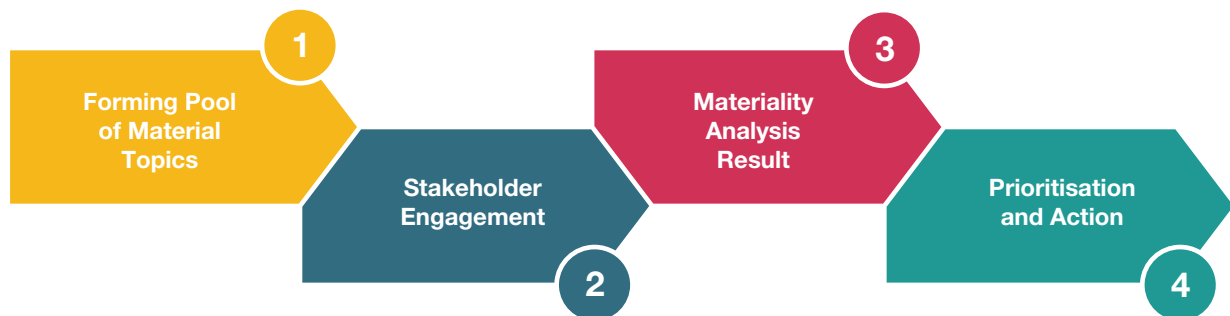 1
Forming Pool
of Material
Topics
Stakeholder
Engagement
2
3
Materiality
Analysis
Result
Prioritisation
and Action
4